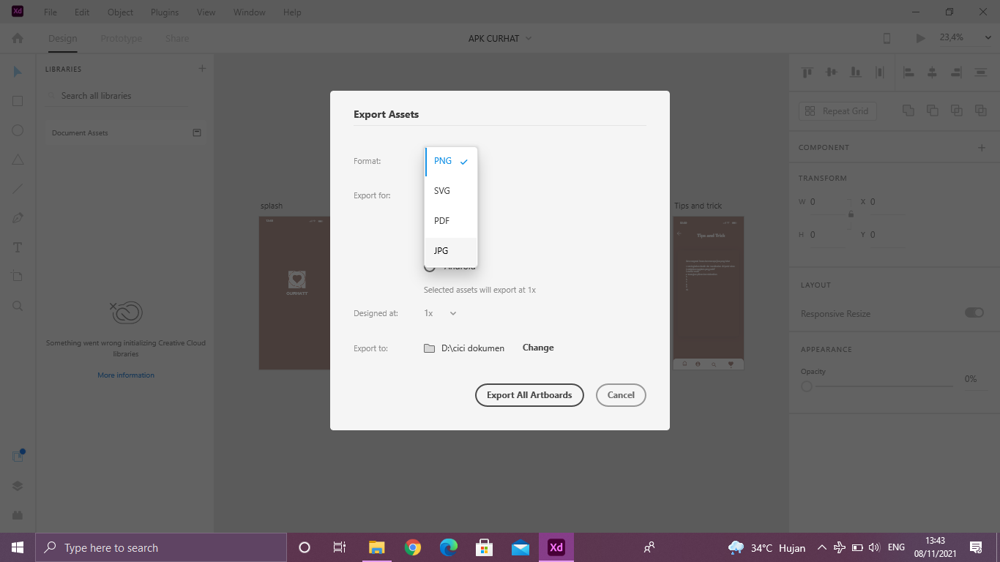 Xd File Edit Object Plugins View Window Help
Design Prototype Share
APK CURHAT
23,4%
LIBRARIES
Search all libraries
Document Assets
Something went wrong initializing Creative Cloud
libraries
More information
splash
CURHATT
Export Assets
Format:
PNG
SVG
PDF
JPG
Export for:
Android
Selected assets will export at 1x
Designed at: 1x
Export to: D:\cici dokumen Change
Export All Artboards Cancel
Tips and trick
Tips and Trick
Repeat Grid
COMPONENT
TRANSFORM
W 0 X 0
H 0 Y 0
LAYOUT
Responsive Resize
APPEARANCE
Opacity
0%
Type here to search
Xd
34°C Hujan
ENG
13:43
08/11/2021